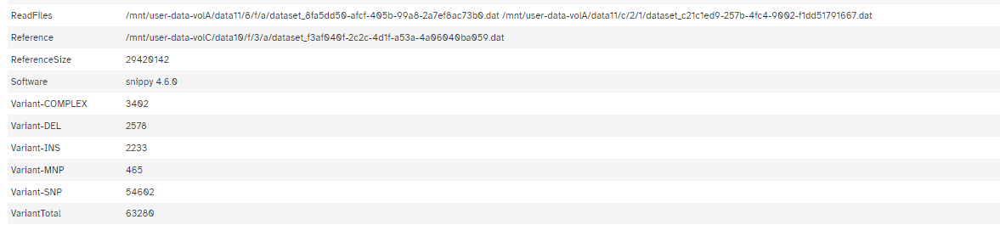 ReadFiles /mnt/user-data-volA/data11/8/f/a/dataset_8fa5dd50-afcf-405b-99a8-2a7ef8ac73b0.dat /mnt/user-data-volA/data11/c/2/1/dataset_c21c1ed9-257b-4fc4-9002-f1dd51791667.dat
Reference /mnt/user-data-volC/data10/f/3/a/dataset_f3af040f-2c2c-4d1f-a53a-4a06040ba059.dat
ReferenceSize 29420142
Software snippy 4.6.0
Variant-COMPLEX 3402
Variant-DEL 2578
Variant-INS 2233
Variant-MNP 465
Variant-SNP 54602
VariantTotal 63280